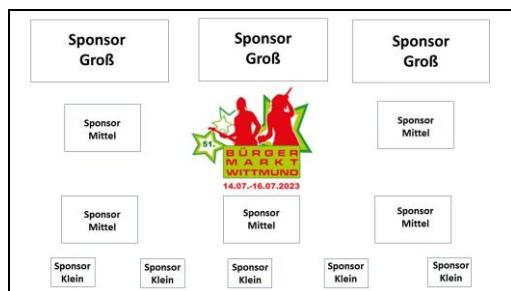 Sponsor
Groß
Sponsor
Groß
Sponsor
Groß
Sponsor
Mittel
51.
BÜRGER
MARKT
WITTMUND
14.07.-16.07.2023
Sponsor
Mittel
Sponsor
Mittel
Sponsor
Mittel
Sponsor
Mittel
Sponsor
Klein
Sponsor
Klein
Sponsor
Klein
Sponsor
Klein
Sponsor
Klein